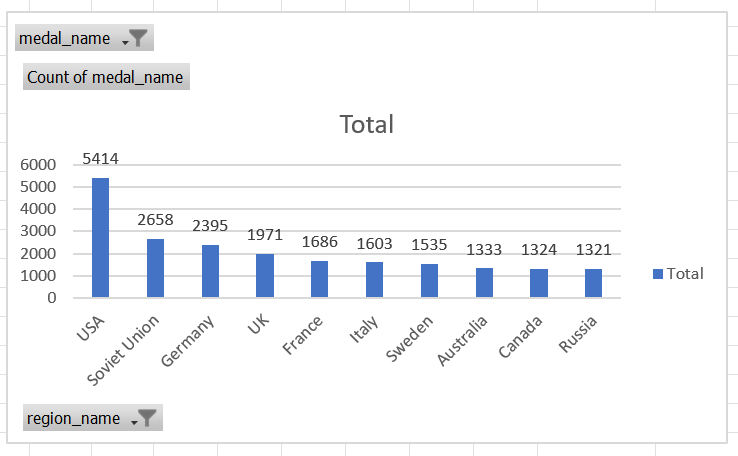 medal_name
Count of medal_name
Total
6000
5000
4000
3000
2000
1000
0
5414
2658
2395
1971
1686
1603
1535
1333
1324
1321
Total
USA
Soviet Union
Germany
UK
France
Italy
Sweden
Australia
Canada
Russia
region_name